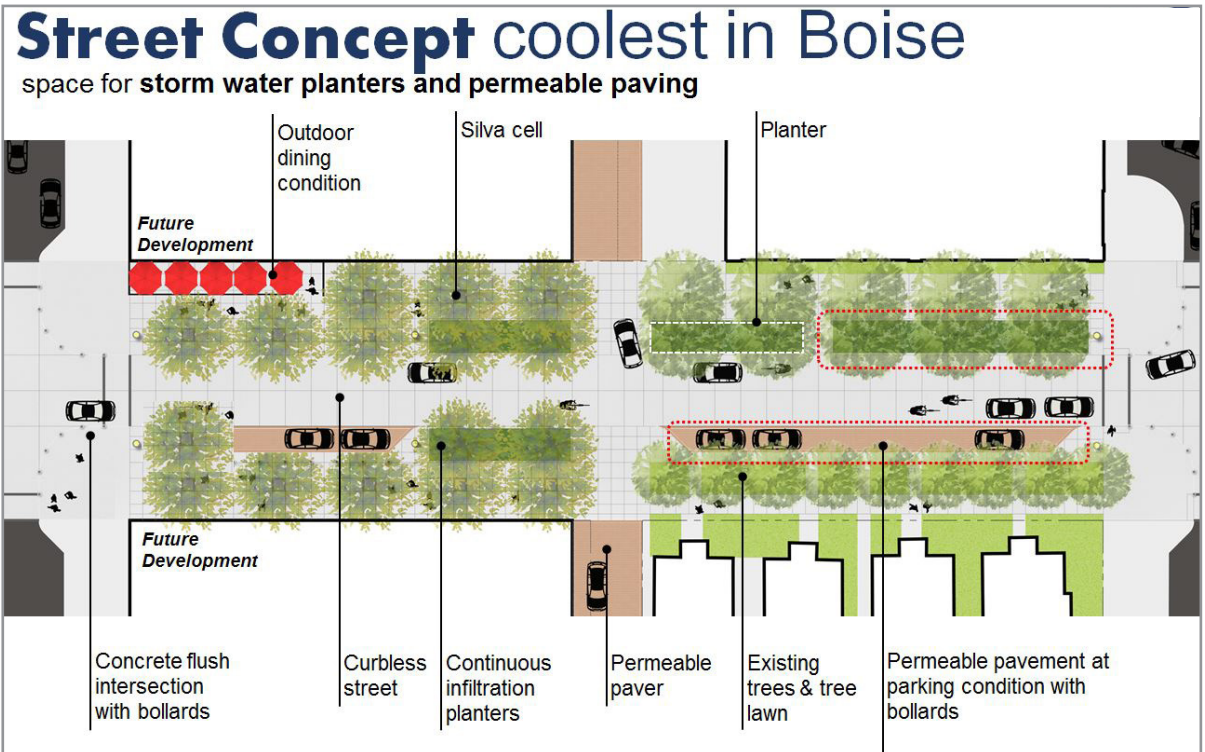 Street Concept coolest in Boise
space for storm water planters and permeable paving
Outdoor
dining
condition
Silva cell
Planter
Future
Development
Future
Development
Concrete flush
intersection
with bollards
Curbless
street
Continuous
infiltration
planters
Permeable
paver
Existing
trees & tree
lawn
Permeable pavement at
parking condition with
bollards